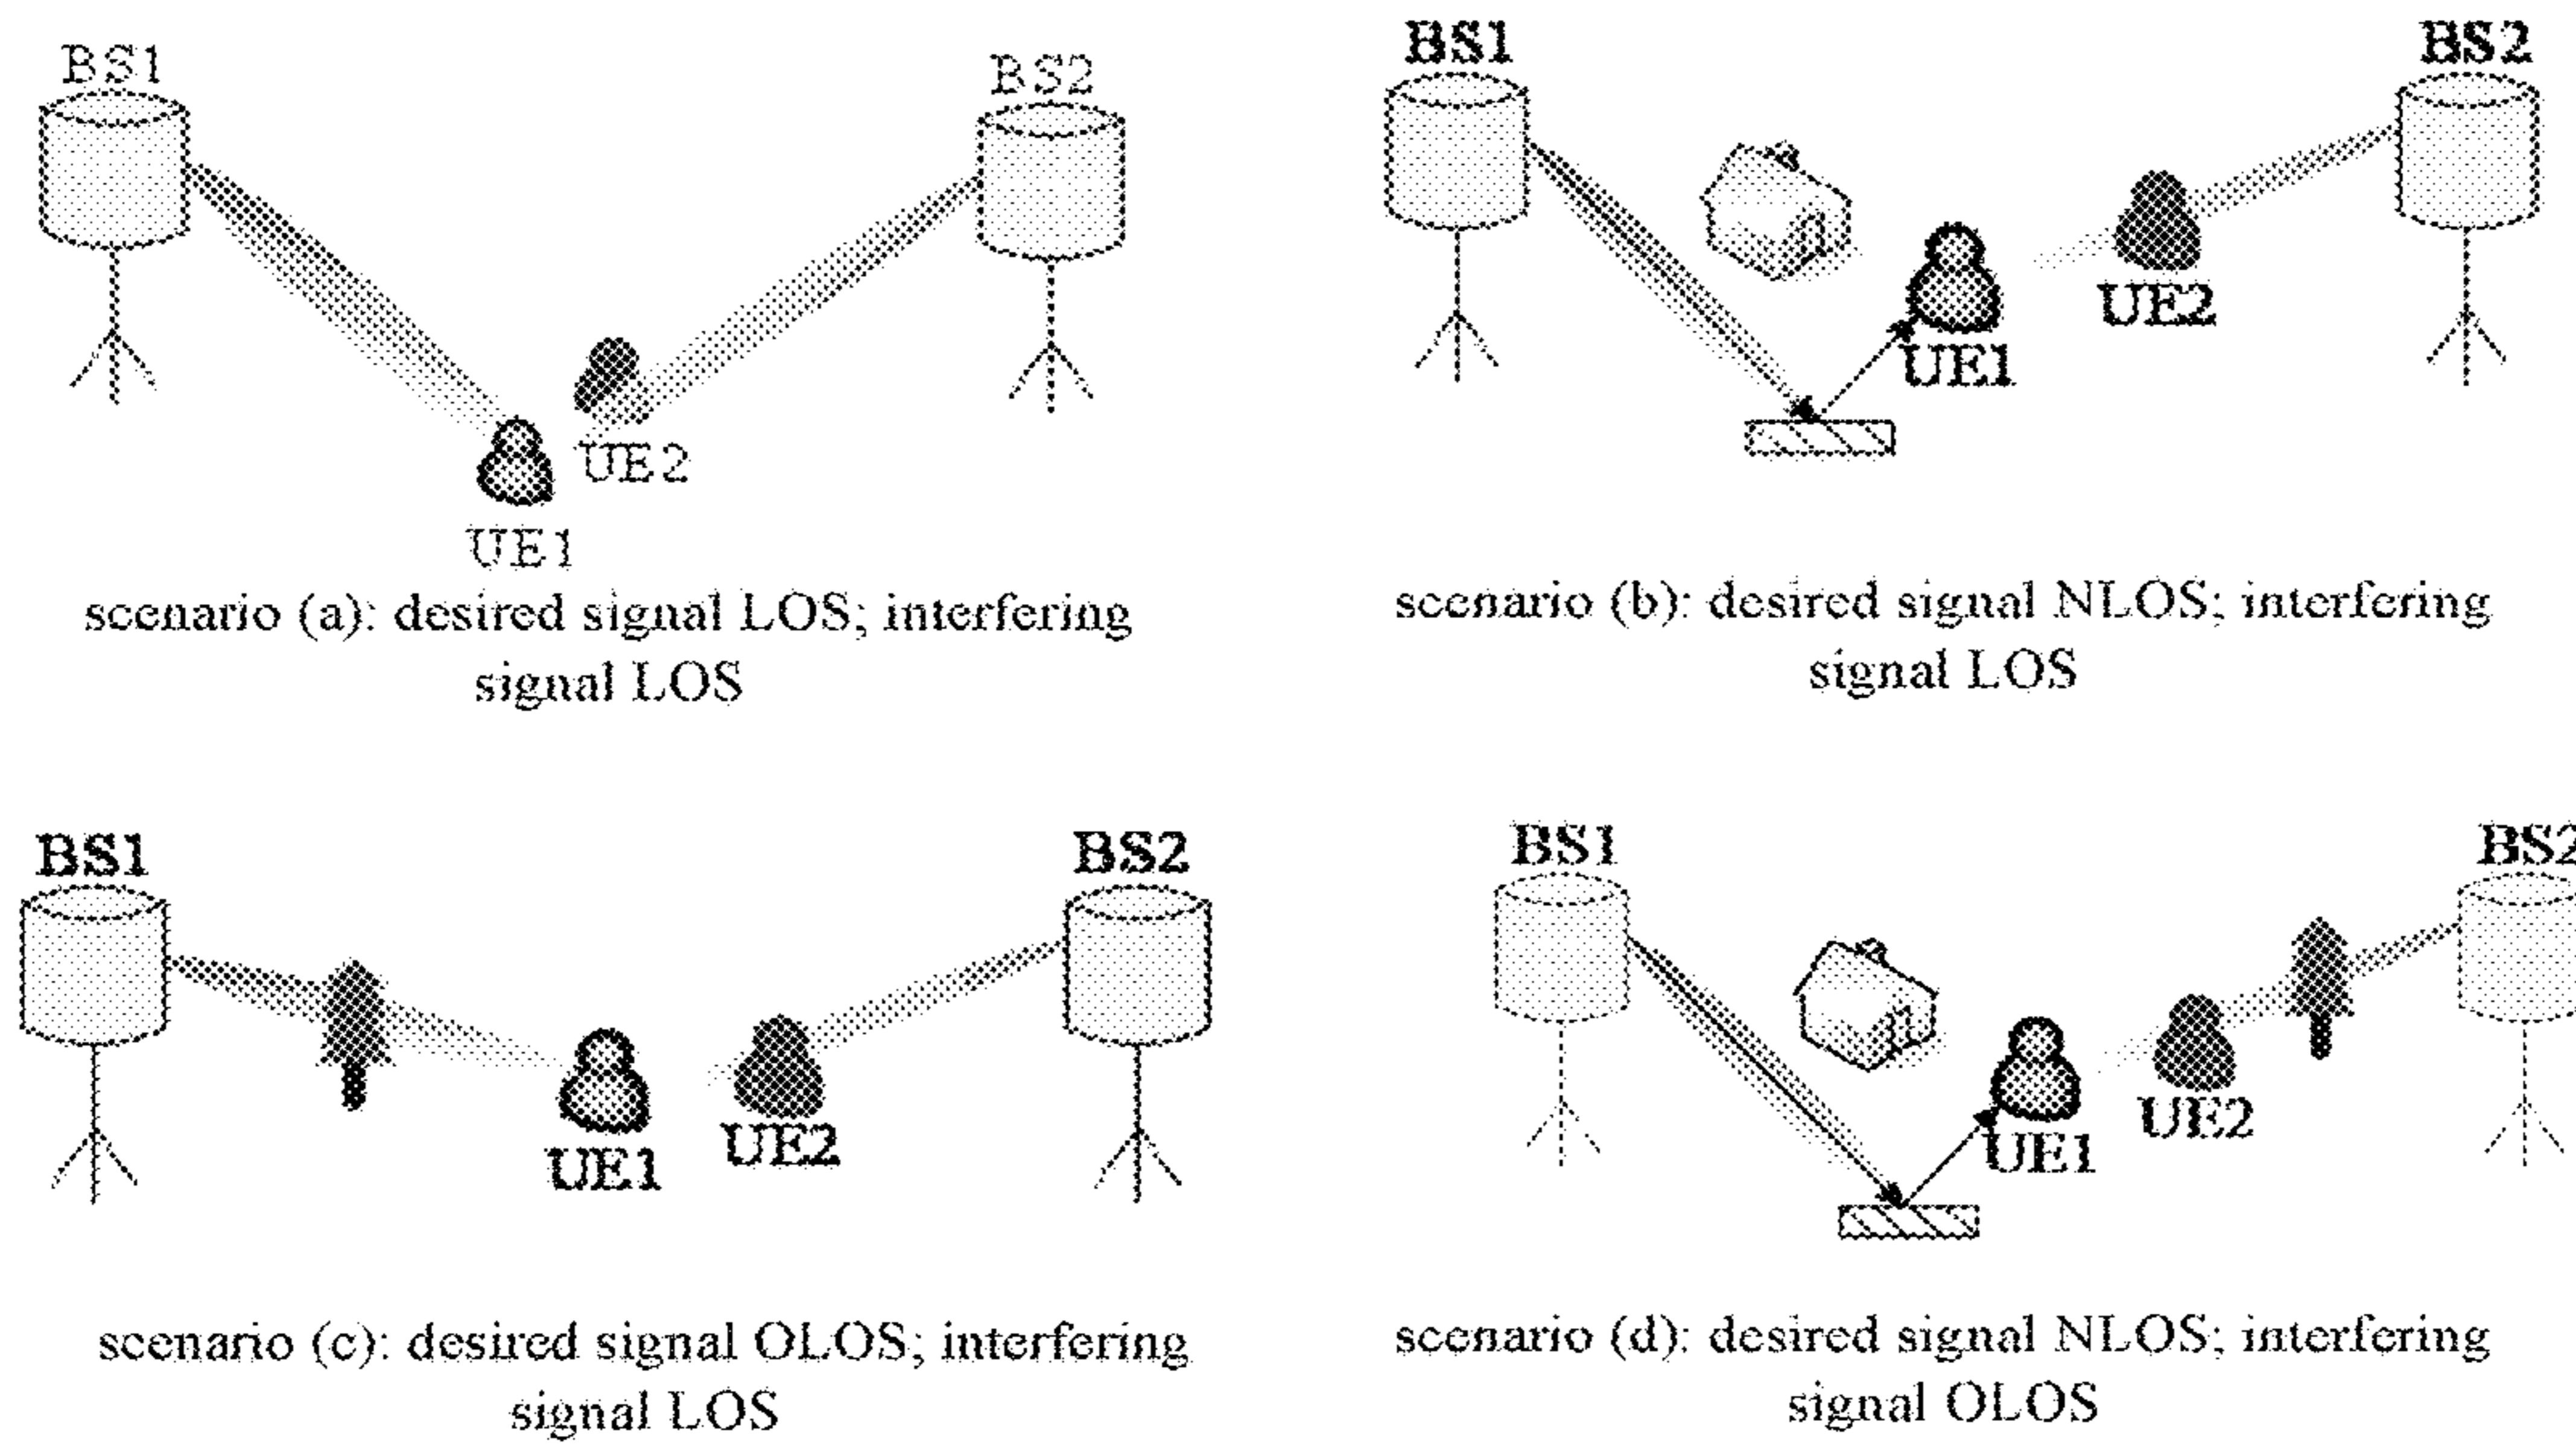 BS1
BS2
UE2
UE1
scenario (a): desired signal LOS; interfering
signal LOS
BS1
BS2
UE2
UE1
scenario (b): desired signal NLOS; interfering
signal LOS
BS1
BS2
UE2
UE1
scenario (c): desired signal OLOS; interfering
signal LOS
BS1
BS2
UE2
UE1
scenario (d): desired signal NLOS; interfering
signal OLOS